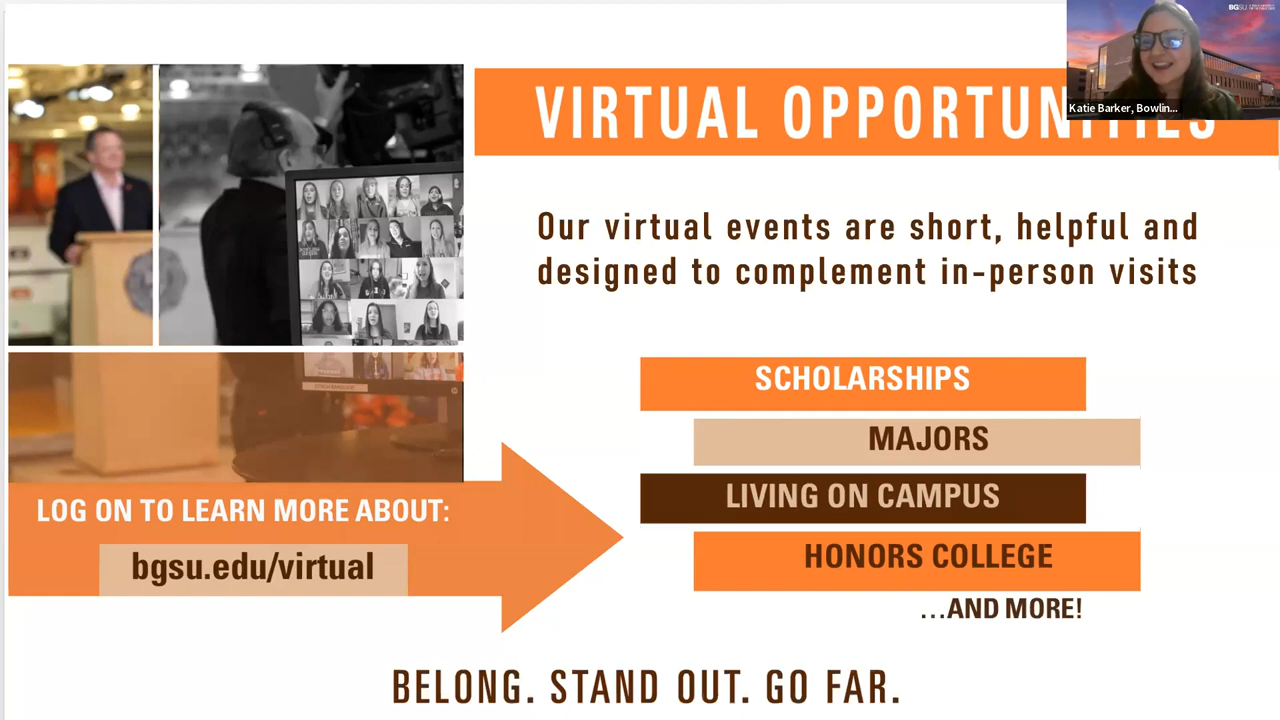 BGSU
Katie Barker, Bowlin...
VIRTUAL OPPORTUNITIES
Our virtual events are short, helpful and
designed to complement in-person visits
SCHOLARSHIPS
MAJORS
LIVING ON CAMPUS
HONORS COLLEGE
...AND MORE!
LOG ON TO LEARN MORE ABOUT:
bgsu.edu/virtual
BELONG. STAND OUT. GO FAR.